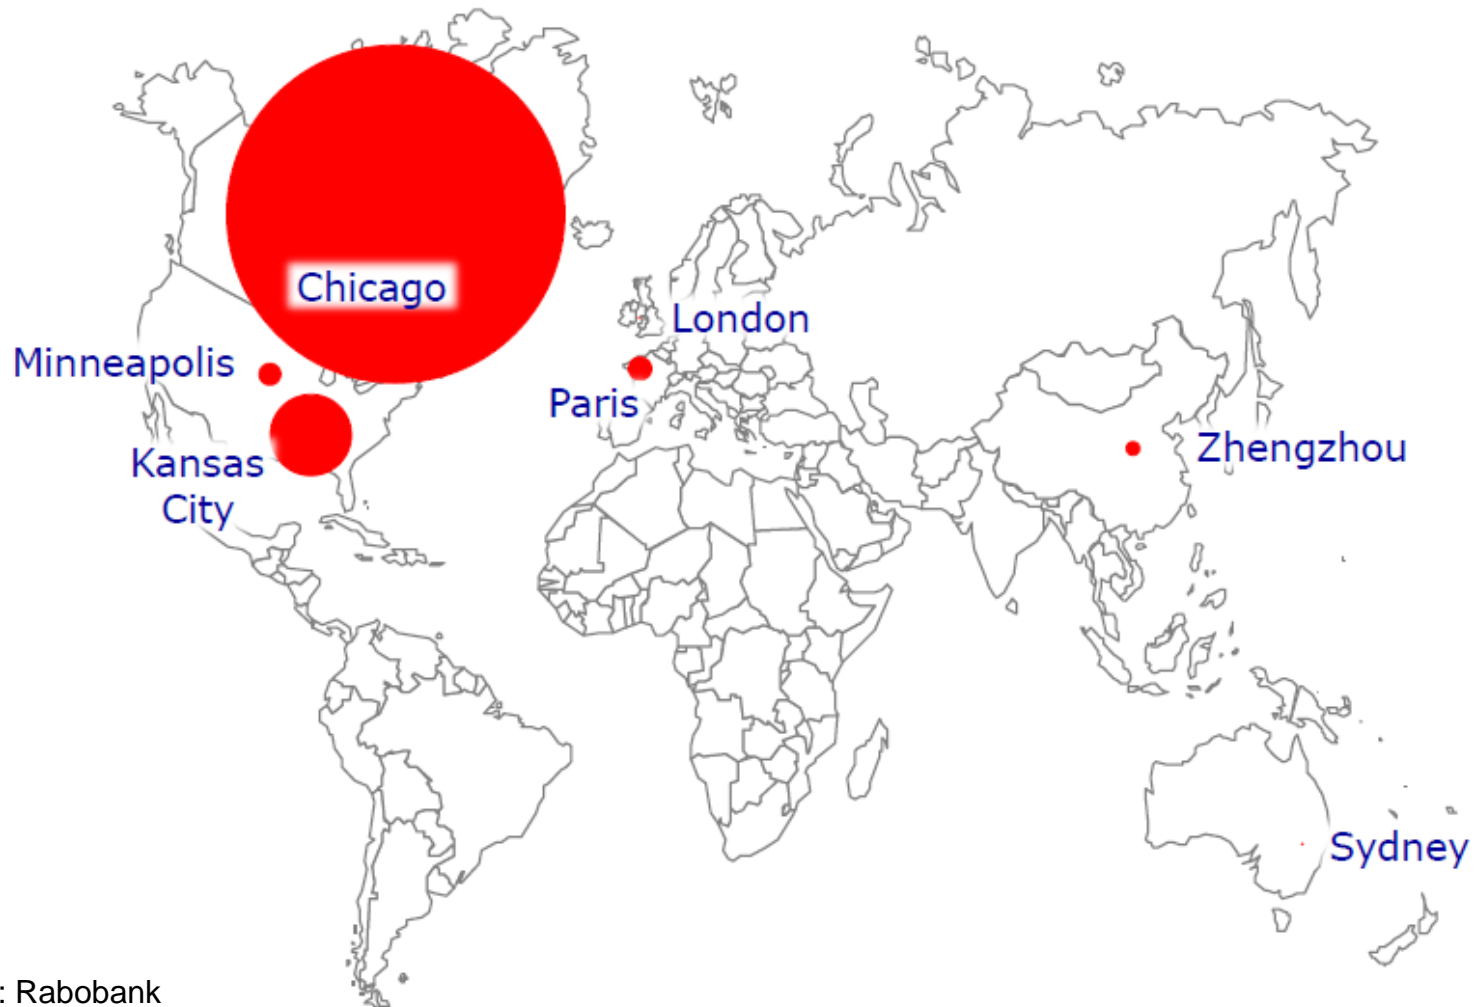 Chicago
London
Minneapolis
Paris
Zhengzhou
Kansas
City
Sydney
: Rabobank